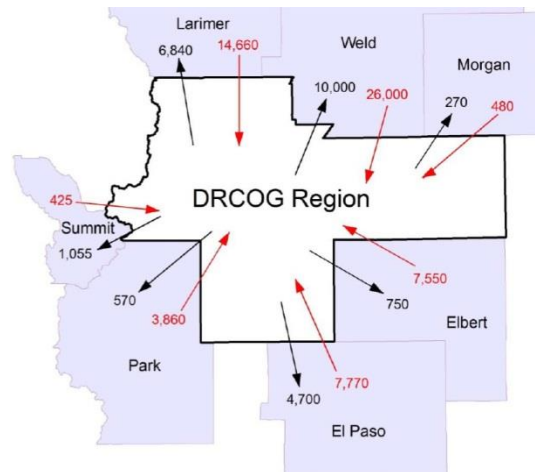 Larimer
6,840
14,660
Weld
10,000
26,000
Morgan
270
480
DRCOG Region
425
Summit
1,055
570
3,860
Park
7,550
750
Elbert
4,700
7,770
El Paso